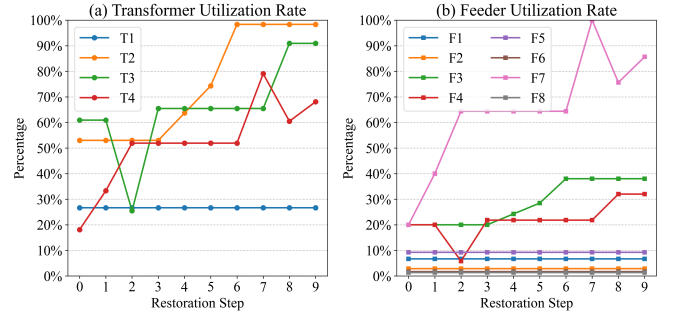 (a) Transformer Utilization Rate
100%
90%
80%
70%
60%
50%
40%
30%
20%
10%
0%
Percentage
T1
T2
T3
T4
0 1 2 3 4 5 6 7 8 9
Restoration Step
(b) Feeder Utilization Rate
100%
90%
80%
70%
60%
50%
40%
30%
20%
10%
0%
Percentage
F1 F5
F2 F6
F3 F7
F4 F8
0 1 2 3 4 5 6 7 8 9
Restoration Step